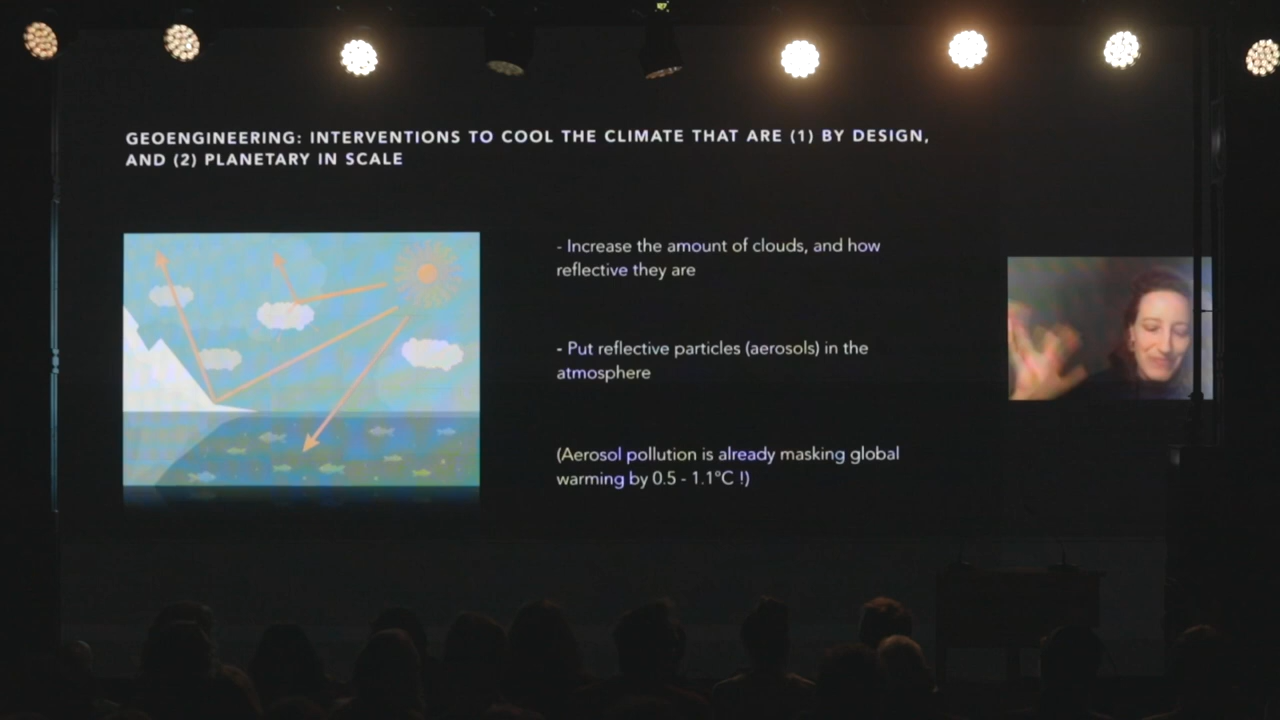 GEOENGINEERING: INTERVENTIONS TO COOL THE CLIMATE THAT ARE (1) BY DESIGN,
AND (2) PLANETARY IN SCALE
- Increase the amount of clouds, and how
reflective they are
- Put reflective particles (aerosols) in the
atmosphere
(Aerosol pollution is already masking global
warming by 0.5 - 1.1°C !)